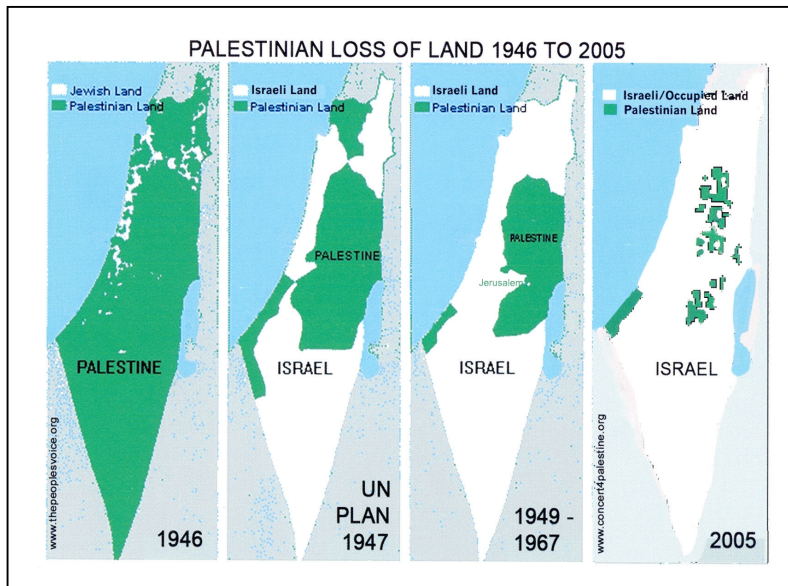 PALESTINIAN LOSS OF LAND 1946 TO 2005
Jewish Land
Palestinian Land
PALESTINE
www.thepeoplesvoice.org
1946
Israeli Land
Palestinian Land
PALESTINE
ISRAEL
UN
PLAN
1947
Israeli Land
Palestinian Land
PALESTINE
Jerusalem
ISRAEL
1949 -
1967
Israeli/Occupied Land
Palestinian Land
ISRAEL
www.concert4palestine.org
2005